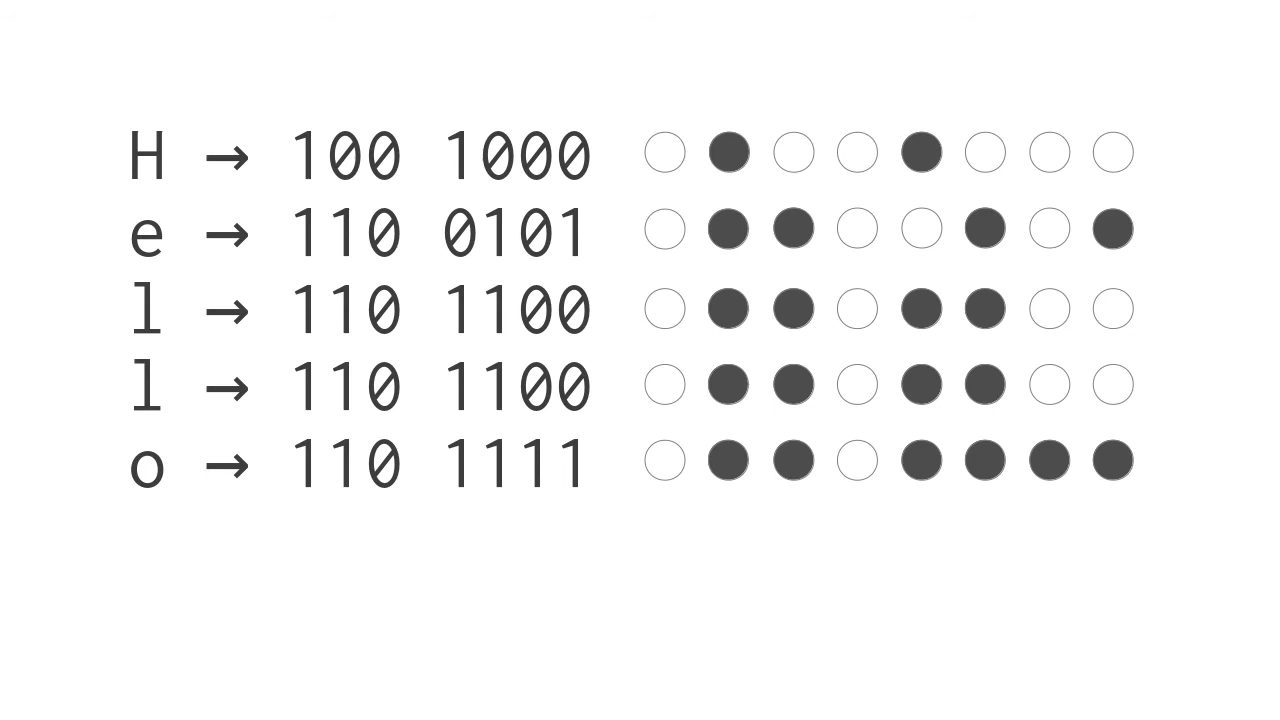 H → 100 1000
e → 110 0101
l → 110 1100
l → 110 1100
o → 110 1111